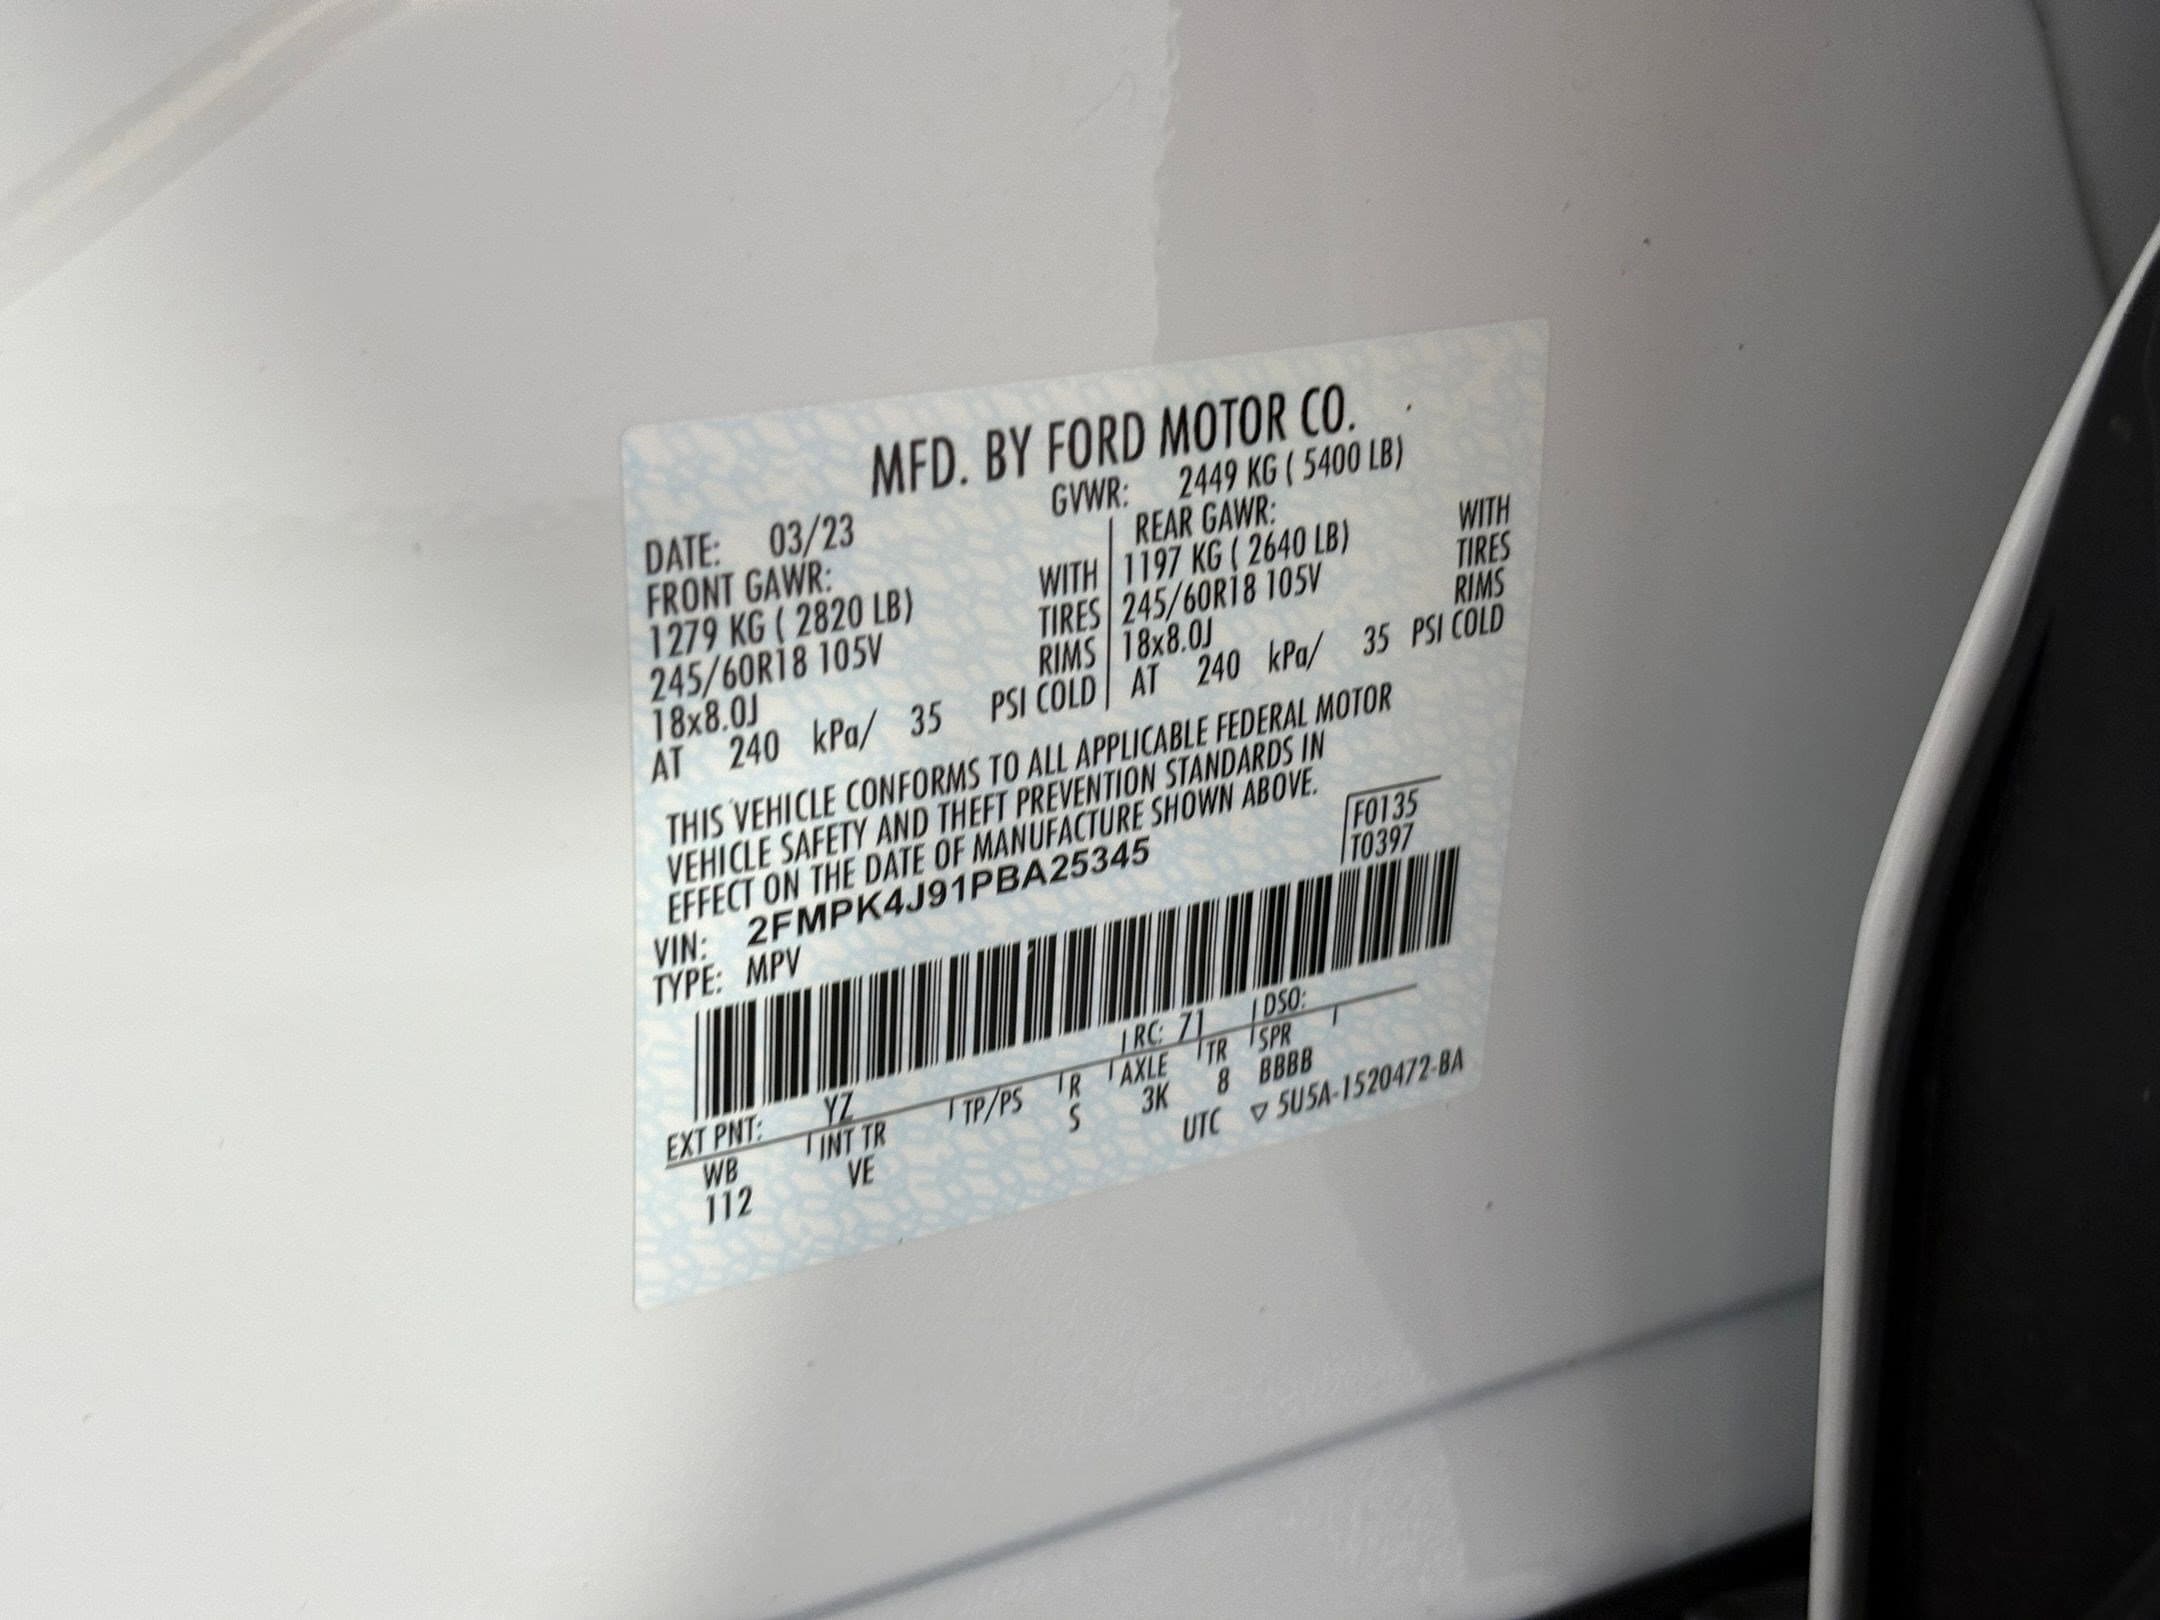 MFD. BY FORD MOTOR CO.
DATE: 03/23 GVWR: 2449 KG ( 5400 LB)
FRONT GAWR:
1279 KG ( 2820 LB) WITH
245/60R18 105V TIRES
18x8.0J RIMS
AT 240 kPa/ 35 PSI COLD
REAR GAWR:
1197 KG ( 2640 LB) WITH
245/60R18 105V TIRES
18x8.0J RIMS
AT 240 kPa/ 35 PSI COLD
THIS VEHICLE CONFORMS TO ALL APPLICABLE FEDERAL MOTOR
VEHICLE SAFETY AND THEFT PREVENTION STANDARDS IN
EFFECT ON THE DATE OF MANUFACTURE SHOWN ABOVE.
F0135
T0397
VIN: 2FMPK4J91PBA25345
TYPE: MPV
EXT PNT: YZ RC: 71 DSO:
WB INT TR TP/PS R AXLE TR SPR
112 VE S 3K 8 BBBB
UTC ▽ 5U5A-1520472-BA